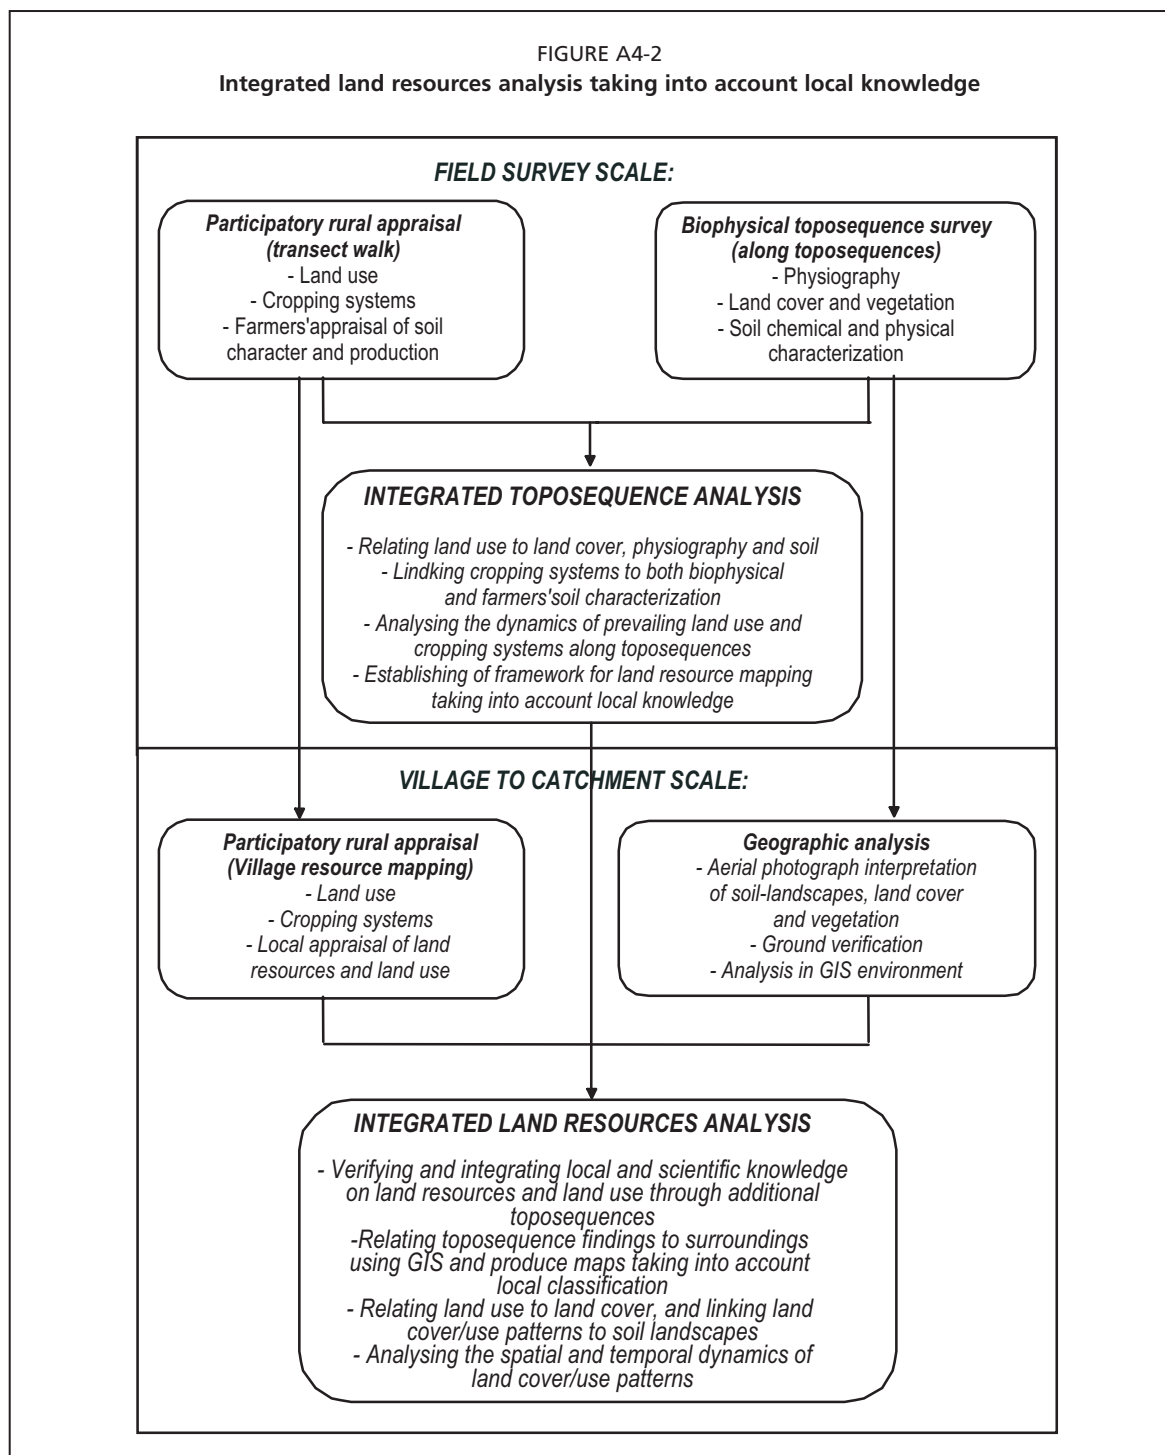 FIGURE A4-2
Integrated land resources analysis taking into account local knowledge
FIELD SURVEY SCALE:
Participatory rural appraisal
(transect walk)
- Land use
- Cropping systems
- Farmers'appraisal of soil
character and production
Biophysical toposequence survey
(along toposequences)
- Physiography
- Land cover and vegetation
- Soil chemical and physical
characterization
INTEGRATED TOPOSEQUENCE ANALYSIS
- Relating land use to land cover, physiography and soil
- Lindking cropping systems to both biophysical
and farmers'soil characterization
- Analysing the dynamics of prevailing land use and
cropping systems along toposequences
- Establishing of framework for land resource mapping
taking into account local knowledge
VILLAGE TO CATCHMENT SCALE:
Participatory rural appraisal
(Village resource mapping)
- Land use
- Cropping systems
- Local appraisal of land
resources and land use
Geographic analysis
- Aerial photograph interpretation
of soil-landscapes, land cover
and vegetation
- Ground verification
- Analysis in GIS environment
INTEGRATED LAND RESOURCES ANALYSIS
- Verifying and integrating local and scientific knowledge
on land resources and land use through additional
toposequences
-Relating toposequence findings to surroundings
using GIS and produce maps taking into account
local classification
- Relating land use to land cover, and linking land
cover/use patterns to soil landscapes
- Analysing the spatial and temporal dynamics of
land cover/use patterns